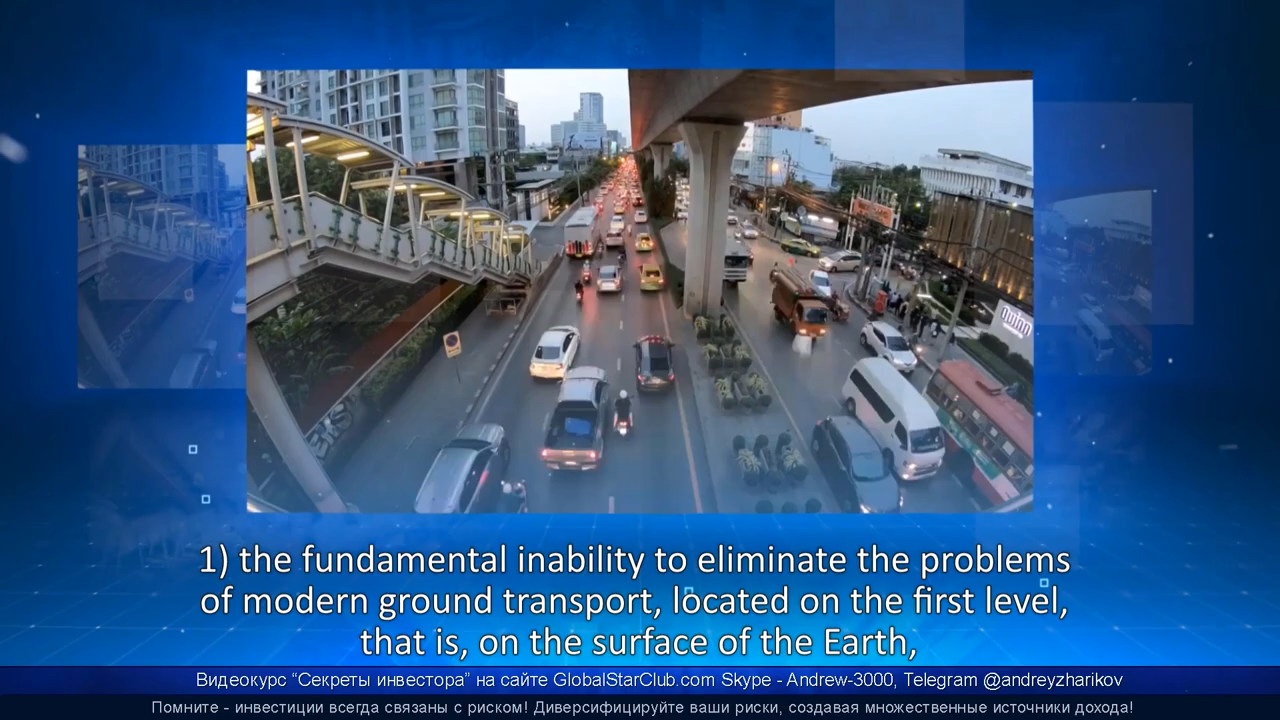 quinn
1) the fundamental inability to eliminate the problems
of modern ground transport, located on the first level,
that is, on the surface of the Earth,
Видеокурс “Секреты инвестора” на сайте GlobalStarClub.com Skype - Andrew-3000, Telegram @andreyzharikov
Помните - инвестиции всегда связаны с риском! Диверсифицируйте ваши риски, создавая множественные источники дохода!